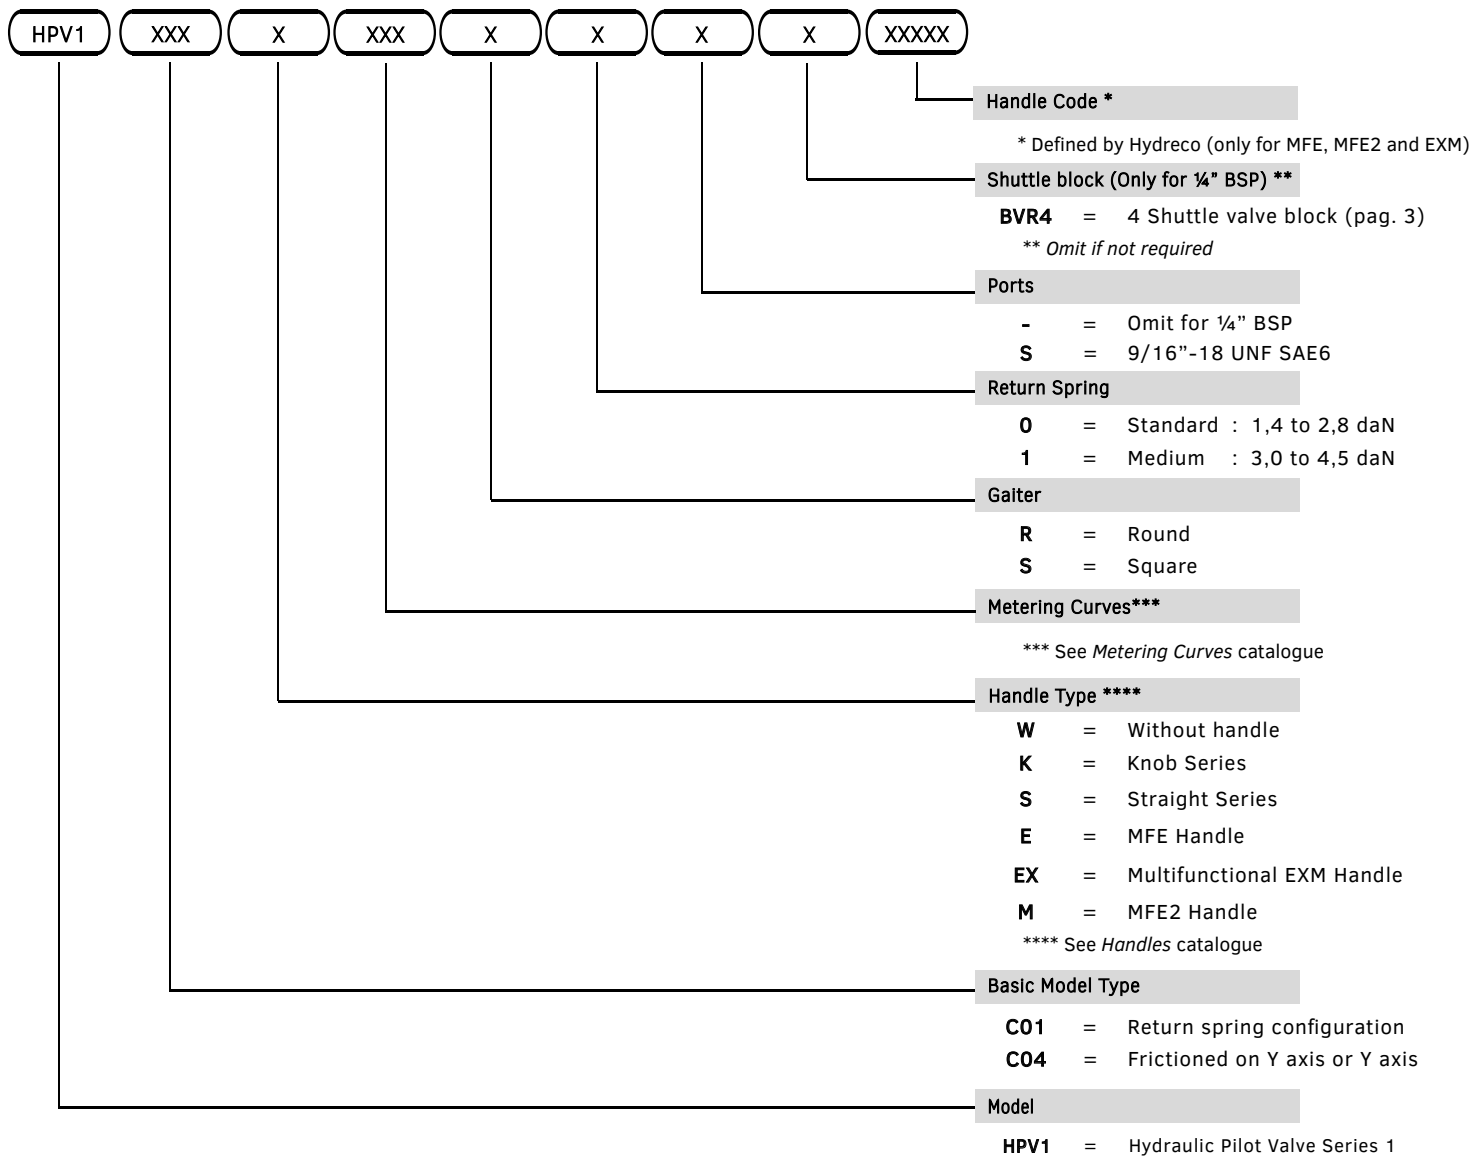 HPV1 XXX X XXX X X X X XXXXX
Handle Code *
* Defined by Hydreco (only for MFE, MFE2 and EXM)
Shuttle block (Only for ¼” BSP) **
BVR4 = 4 Shuttle valve block (pag. 3)
** Omit if not required
Ports
- = Omit for ¼” BSP
S = 9/16”-18 UNF SAE6
Return Spring
0 = Standard : 1,4 to 2,8 daN
1 = Medium : 3,0 to 4,5 daN
Gaiter
R = Round
S = Square
Metering Curves***
*** See Metering Curves catalogue
Handle Type ****
W = Without handle
K = Knob Series
S = Straight Series
E = MFE Handle
EX = Multifunctional EXM Handle
M = MFE2 Handle
**** See Handles catalogue
Basic Model Type
C01 = Return spring configuration
C04 = Frictioned on Y axis or Y axis
Model
HPV1 = Hydraulic Pilot Valve Series 1